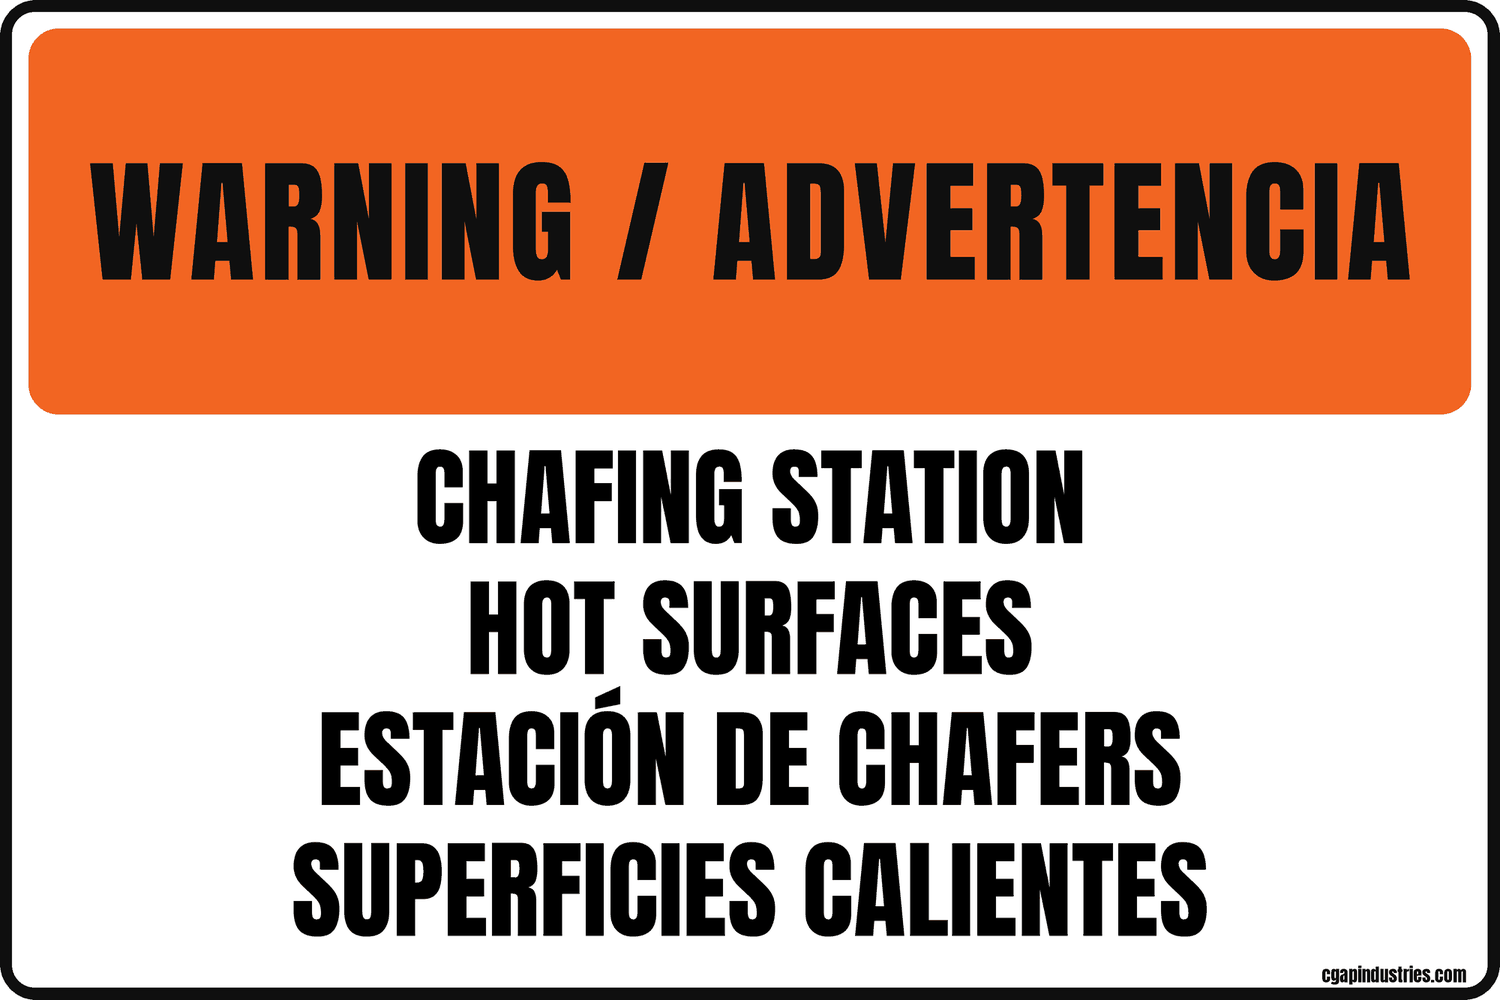 WARNING / ADVERTENCIA
CHAFING STATION
HOT SURFACES
ESTACIÓN DE CHAFERS
SUPERFICIES CALIENTES
cgapindustries.com